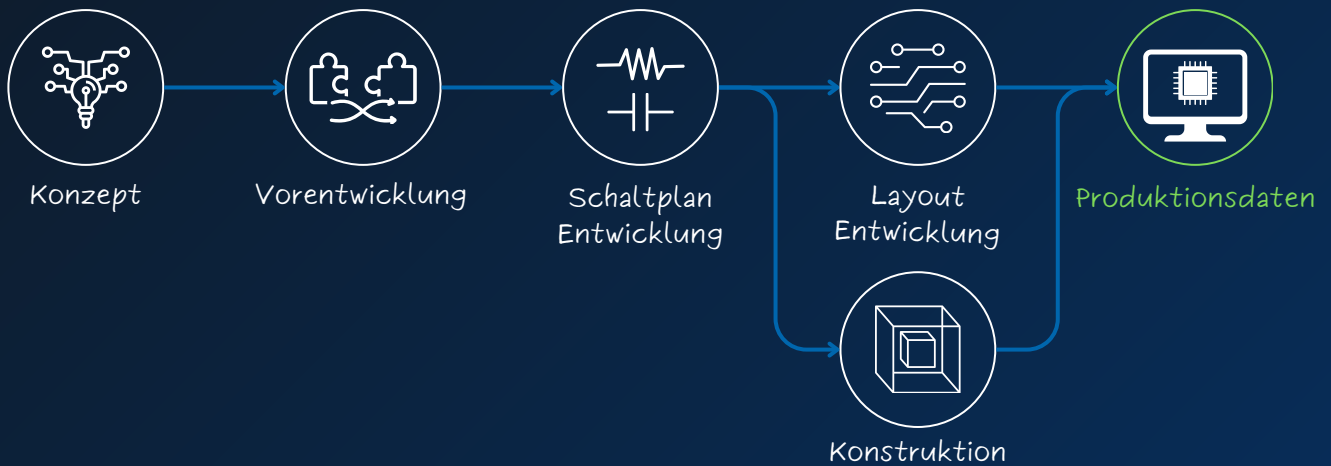 Konzept
Vorentwicklung
Schaltplan
Entwicklung
Layout
Entwicklung
Produktionsdaten
Konstruktion